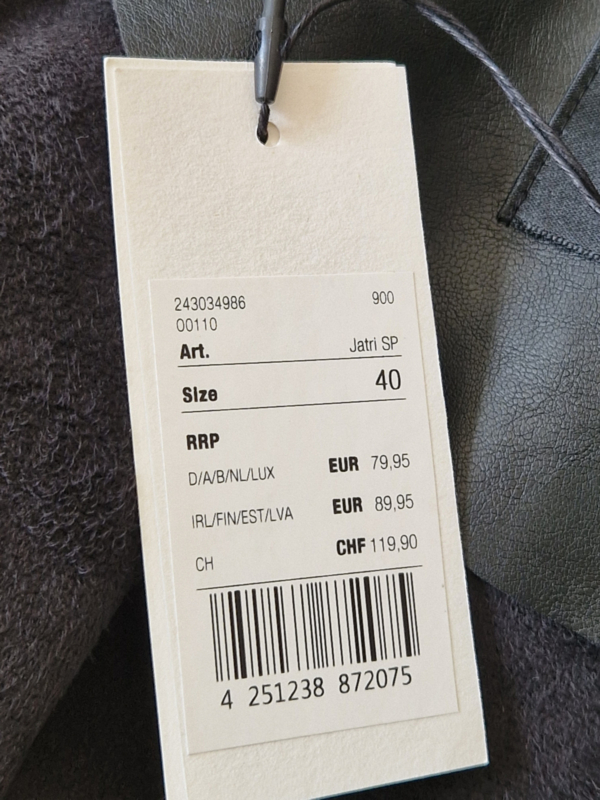 243034986 900
00110
Art. Jatri SP
Size 40
RRP
D/A/B/NL/LUX EUR 79,95
IRL/FIN/EST/LVA EUR 89,95
CH CHF 119,90
4 251238 872075